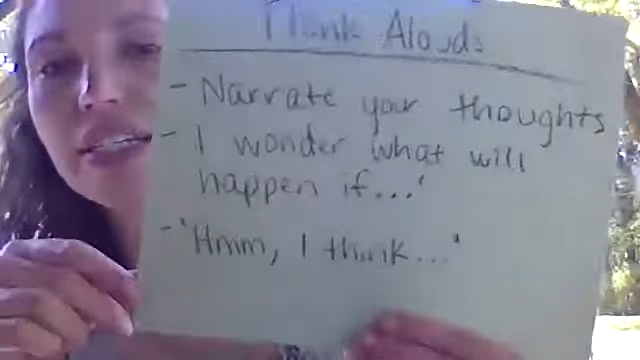 Think Alouds
- Narrate your thoughts
- I wonder what will
happen if...'
- 'Hmm, I think...'